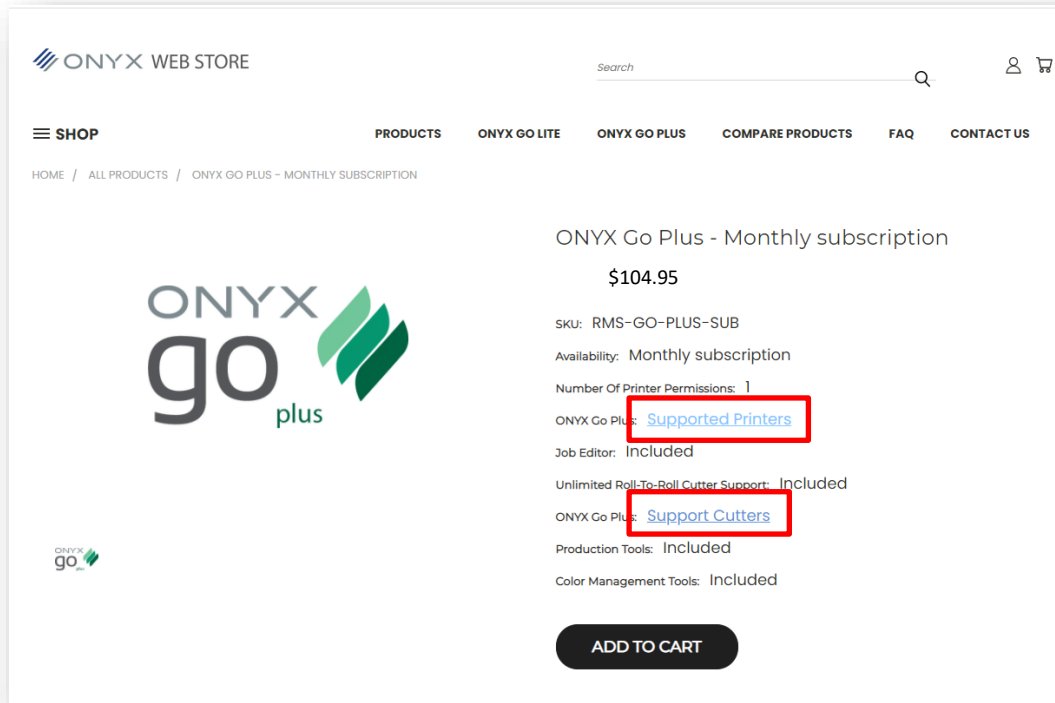 ONYX WEB STORE
Search
SHOP
PRODUCTS
ONYX GO LITE
ONYX GO PLUS
COMPARE PRODUCTS
FAQ
CONTACT US
HOME / ALL PRODUCTS / ONYX GO PLUS - MONTHLY SUBSCRIPTION
ONYX
go
plus
ONYX
go
ONYX Go Plus - Monthly subscription
$104.95
SKU: RMS-GO-PLUS-SUB
Availability: Monthly subscription
Number Of Printer Permissions: 1
ONYX Go Plus: Supported Printers
Job Editor: Included
Unlimited Roll-To-Roll Cutter Support: Included
ONYX Go Plus: Support Cutters
Production Tools: Included
Color Management Tools: Included
ADD TO CART